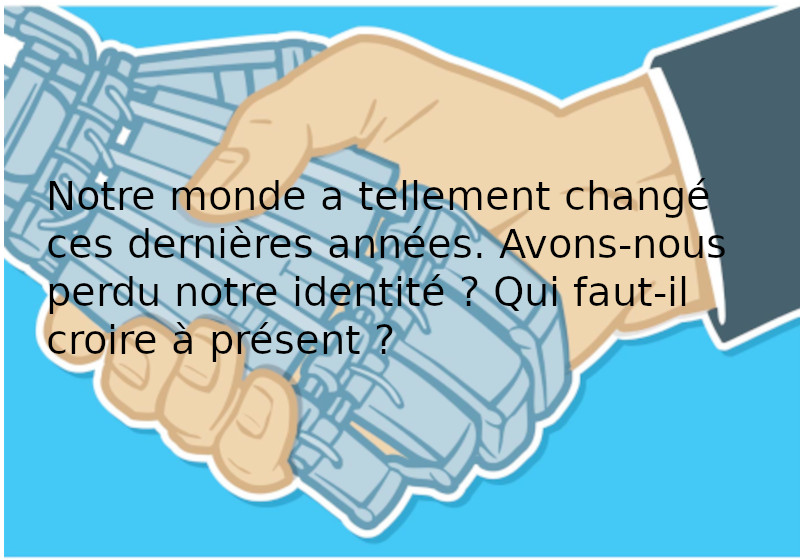 Notre monde a tellement changé
ces dernières années. Avons-nous
perdu notre identité ? Qui faut-il
croire à présent ?